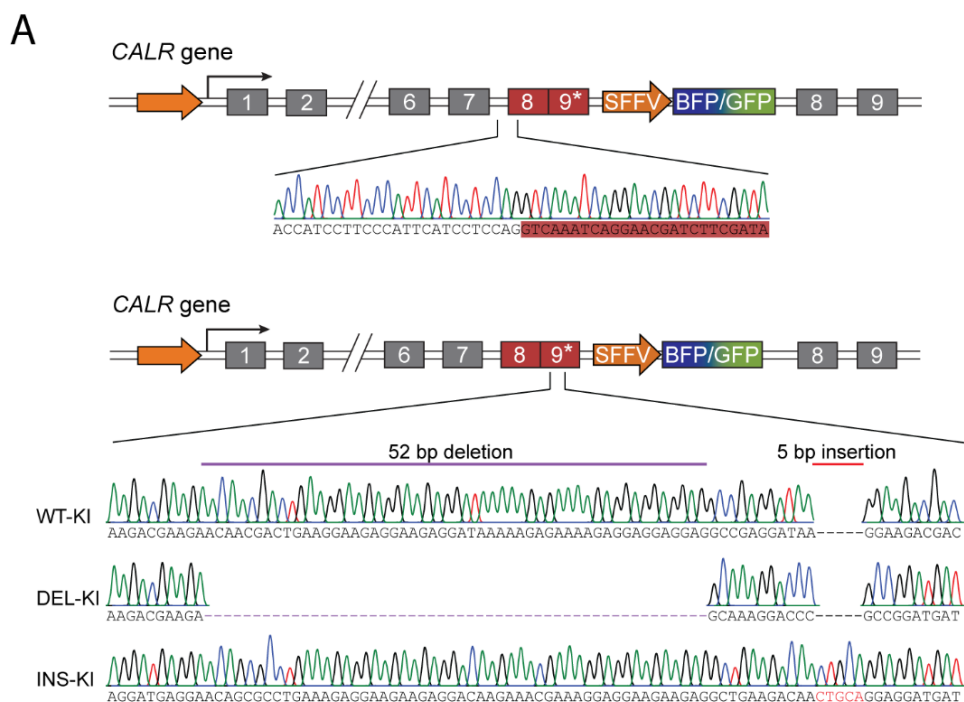 A
CALR gene
1 2 6 7 8 9* SFFV BFP/GFP 8 9
ACCATCCTTCCCATTCATCCTCCAGGTCAAATCAGGAACGATCTTCGATA
CALR gene
1 2 6 7 8 9* SFFV BFP/GFP 8 9
52 bp deletion 5 bp insertion
WT-KI
AAGACGAAGAACAACGACTGAAGGAAGAGGAAGAGGATAAAAAGAGAAAAGAGGAGGAGGAGGCCGAGGATAA-----GGAAGACGAC
DEL-KI
AAGACGAAGA----------------------------------------------------GCAAAGGACCC-----GCCGGATGAT
INS-KI
AGGATGAGGAACAGCGCCTGAAAGAGGAAGAAGAGGACAAGAAACGAAAGGAGGAAGAAGAGGCTGAAGACAACTGCAGGAGGATGAT